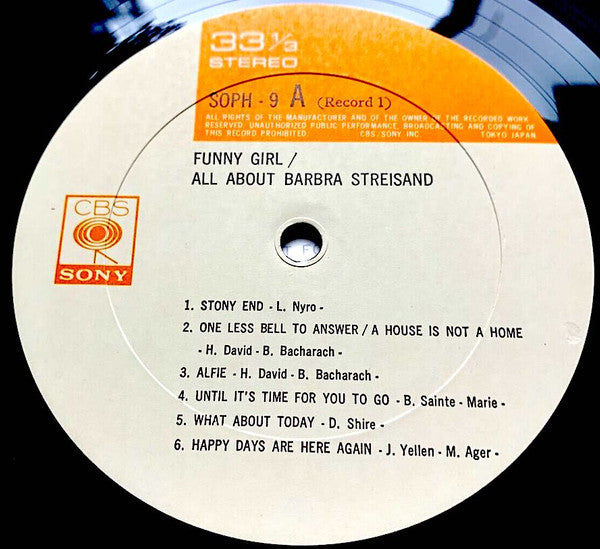 33 1/3
STEREO
SOPH - 9 A (Record 1)
ALL RIGHTS OF THE MANUFACTURER AND OF THE OWNER OF THE RECORDED WORK
RESERVED. UNAUTHORIZED PUBLIC PERFORMANCE, BROADCASTING AND COPYING OF
THIS RECORD PROHIBITED. CBS/SONY INC. TOKYO JAPAN.
FUNNY GIRL /
ALL ABOUT BARBRA STREISAND
CBS
SONY
1. STONY END - L. Nyro -
2. ONE LESS BELL TO ANSWER / A HOUSE IS NOT A HOME
- H. David - B. Bacharach -
3. ALFIE - H. David - B. Bacharach -
4. UNTIL IT'S TIME FOR YOU TO GO - B. Sainte - Marie -
5. WHAT ABOUT TODAY - D. Shire -
6. HAPPY DAYS ARE HERE AGAIN - J. Yellen - M. Ager -